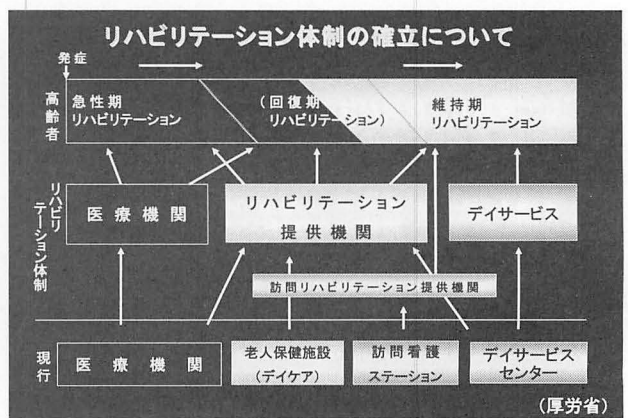 リハビリテーション体制の確立について
発症
高齢者
急性期
リハビリテーション
(回復期
リハビリテーション)
維持期
リハビリテーション
リハビリ
テーション体制
医療機関
リハビリテーション
提供機関
デイサービス
訪問リハビリテーション提供機関
現行
医療機関
老人保健施設
(デイケア)
訪問看護
ステーション
デイサービス
センター
(厚労省)